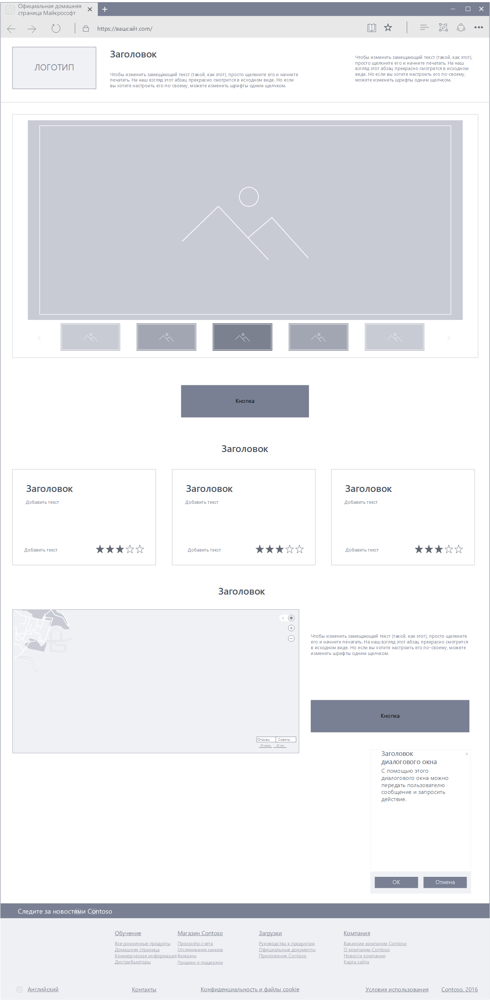 Официальная домашняя
страница Майкрософт
https://вашсайт.com/
ЛОГОТИП
Заголовок
Чтобы изменить замещающий текст (такой, как этот), просто щелкните его и начните
печатать. На наш взгляд этот абзац прекрасно смотрится в исходном виде. Но если
вы хотите настроить его по-своему, можете изменить шрифты одним щелчком.
Чтобы изменить замещающий текст (такой, как этот),
просто щелкните его и начните печатать. На наш
взгляд этот абзац прекрасно смотрится в исходном
виде. Но если вы хотите настроить его по-своему,
можете изменить шрифты одним щелчком.
Кнопка
Заголовок
Заголовок
Добавить текст
Добавить текст
Заголовок
Добавить текст
Добавить текст
Заголовок
Добавить текст
Добавить текст
Заголовок
Отзывы
Советы
10 миль
25 км
Чтобы изменить замещающий текст (такой, как этот), просто щелкните
его и начните печатать. На наш взгляд этот абзац прекрасно смотрится
в исходном виде. Но если вы хотите настроить его по-своему, можете
изменить шрифты одним щелчком.
Кнопка
Заголовок
диалогового окна
С помощью этого
диалогового окна можно
передать пользователю
сообщение и запросить
действие.
ОК
Отмена
Следите за новостями Contoso
Обучение
Все розничные продукты
Домашняя страница
Коммерческая информация
Дистрибьюторы
Магазин Contoso
Просмотр счета
Отслеживание заказов
Возвраты
Продажи и поддержка
Загрузки
Руководства к продуктам
Официальные документы
Приложения Contoso
Компания
Вакансии компании Contoso
О компании Contoso
Новости компании
Карта сайта
Английский
Контакты
Конфиденциальность и файлы cookie
Условия использования
Contoso, 2016